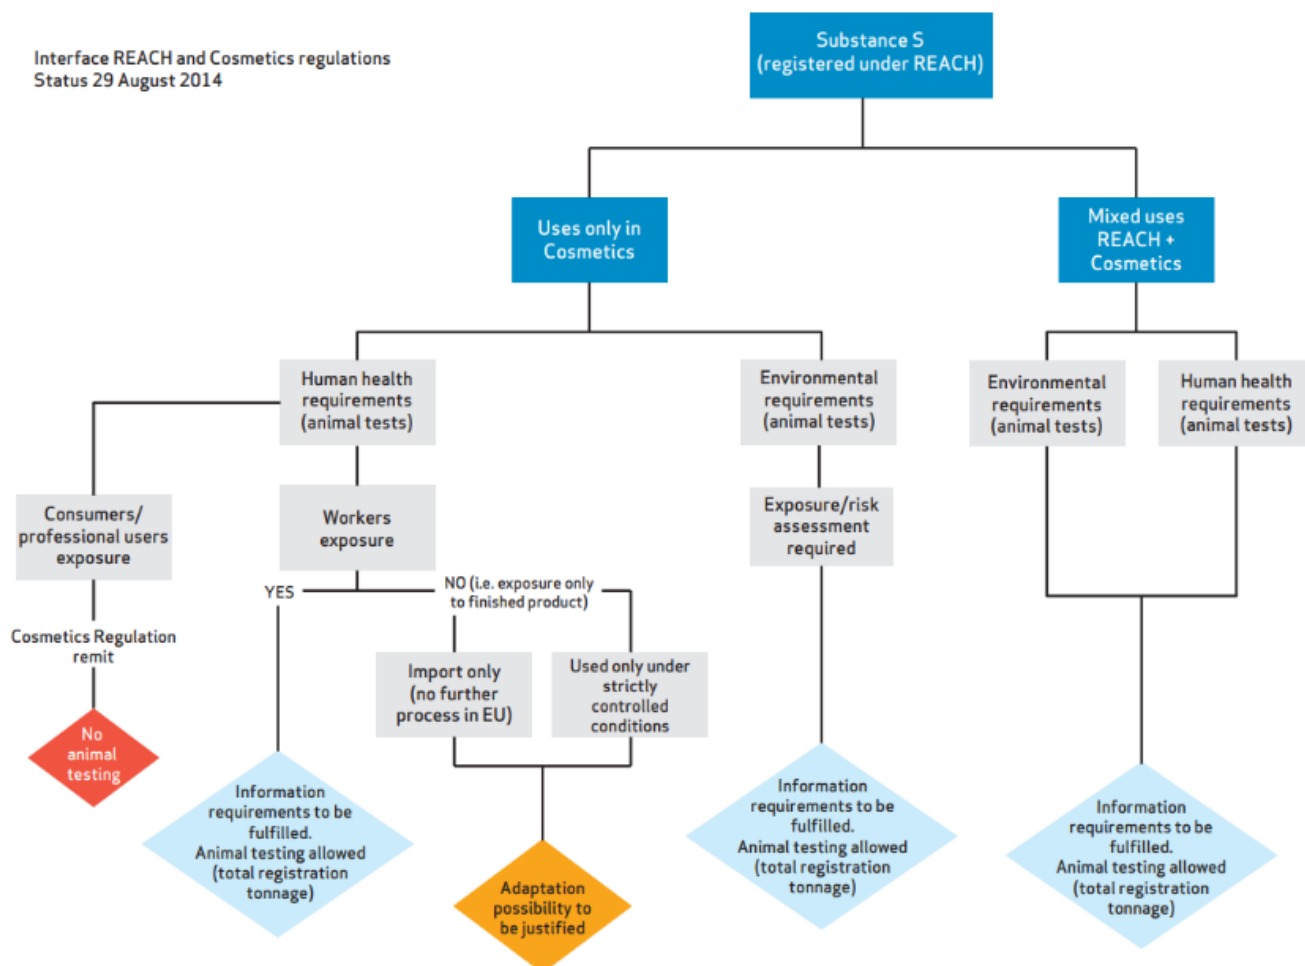 Interface REACH and Cosmetics regulations
Status 29 August 2014
Substance S
(registered under REACH)
Uses only in
Cosmetics
Mixed uses
REACH +
Cosmetics
Human health
requirements
(animal tests)
Environmental
requirements
(animal tests)
Environmental
requirements
(animal tests)
Human health
requirements
(animal tests)
Consumers/
professional users
exposure
Workers
exposure
Exposure/risk
assessment
required
YES
NO (i.e. exposure only
to finished product)
Cosmetics Regulation
remit
Import only
(no further
process in EU)
Used only under
strictly
controlled
conditions
No
animal
testing
Information
requirements to be
fulfilled.
Animal testing allowed
(total registration
tonnage)
Adaptation
possibility to
be justified
Information
requirements to be
fulfilled.
Animal testing allowed
(total registration
tonnage)
Information
requirements to be
fulfilled.
Animal testing allowed
(total registration
tonnage)